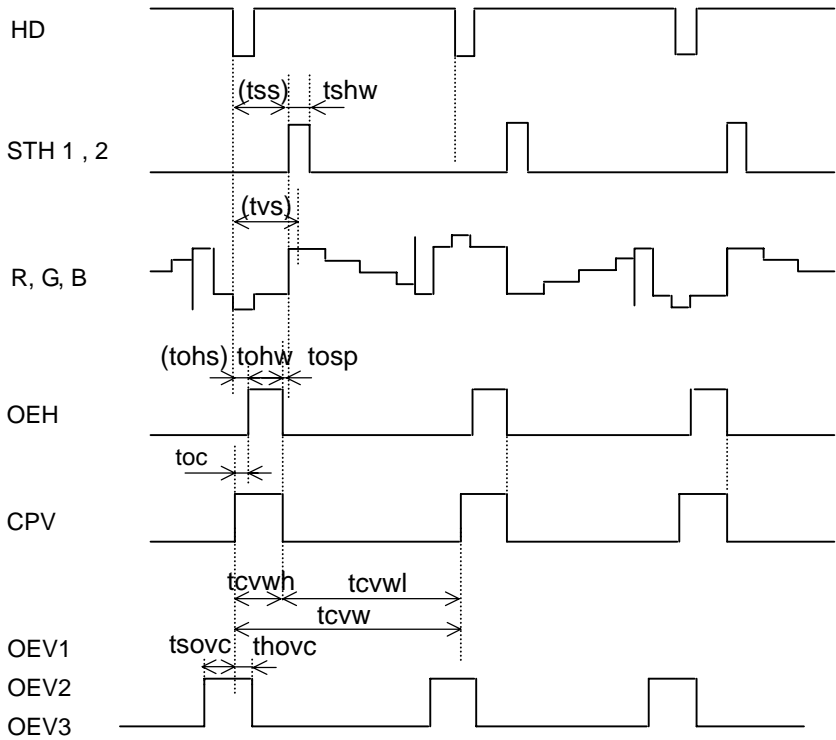 HD
(tss) tshw
STH 1 , 2
(tvs)
R, G, B
(tohs) tohw tosp
OEH
toc
CPV
tcvwh tcvwl
tcvw
OEV1
tsovc thovc
OEV2
OEV3